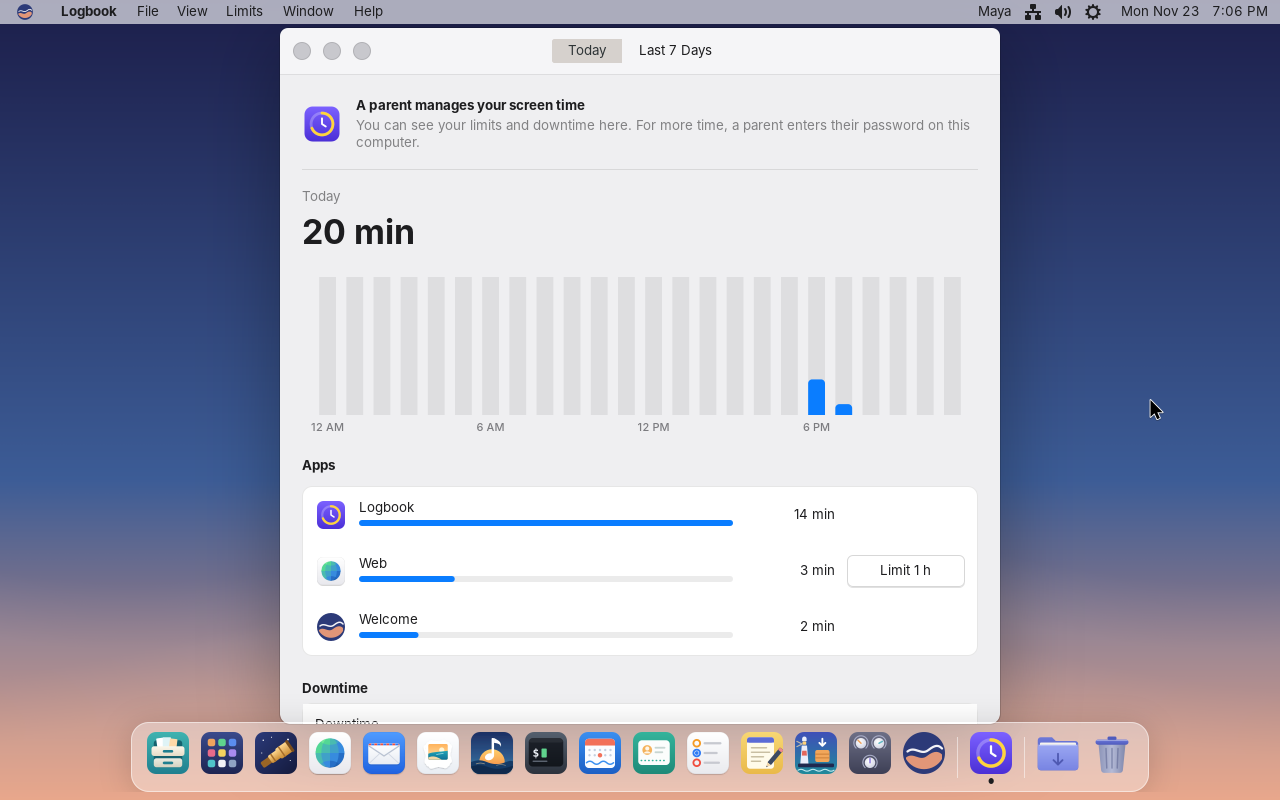 Logbook File View Limits Window Help Maya Mon Nov 23 7:06 PM
Today Last 7 Days
A parent manages your screen time
You can see your limits and downtime here. For more time, a parent enters their password on this
computer.
Today
20 min
12 AM 6 AM 12 PM 6 PM
Apps
Logbook 14 min
Web 3 min Limit 1 h
Welcome 2 min
Downtime
Downtime
$